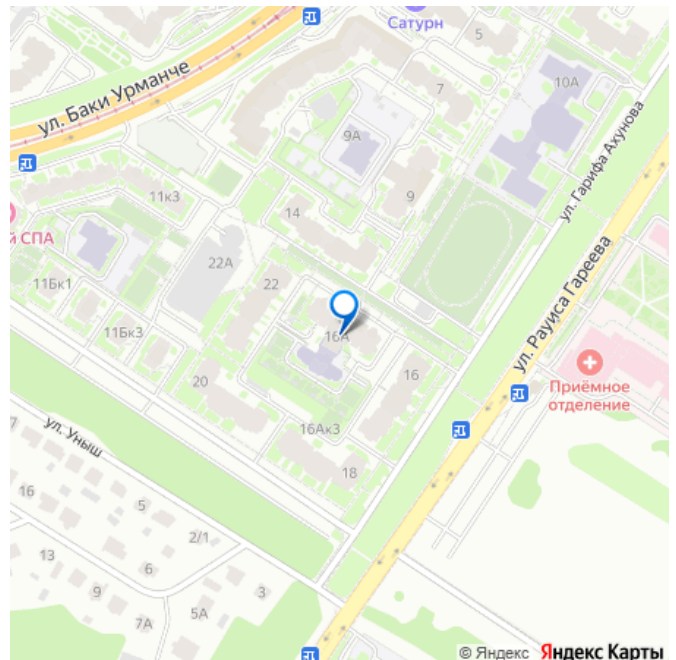 Сатурн
5
10А
7
ул. Баки Урманче
ул. Гарифа Ахунова
9А
11к3
9
14
й СПА
22А
ул. Рауиса Гареева
11Бк1
22
11Бк3
16А
20
16
Приёмное
отделение
16Ак3
ул. Уныш
7
18
16
5
2/1
13
6
9
3
5А
7А
© Яндекс Яндекс Карты